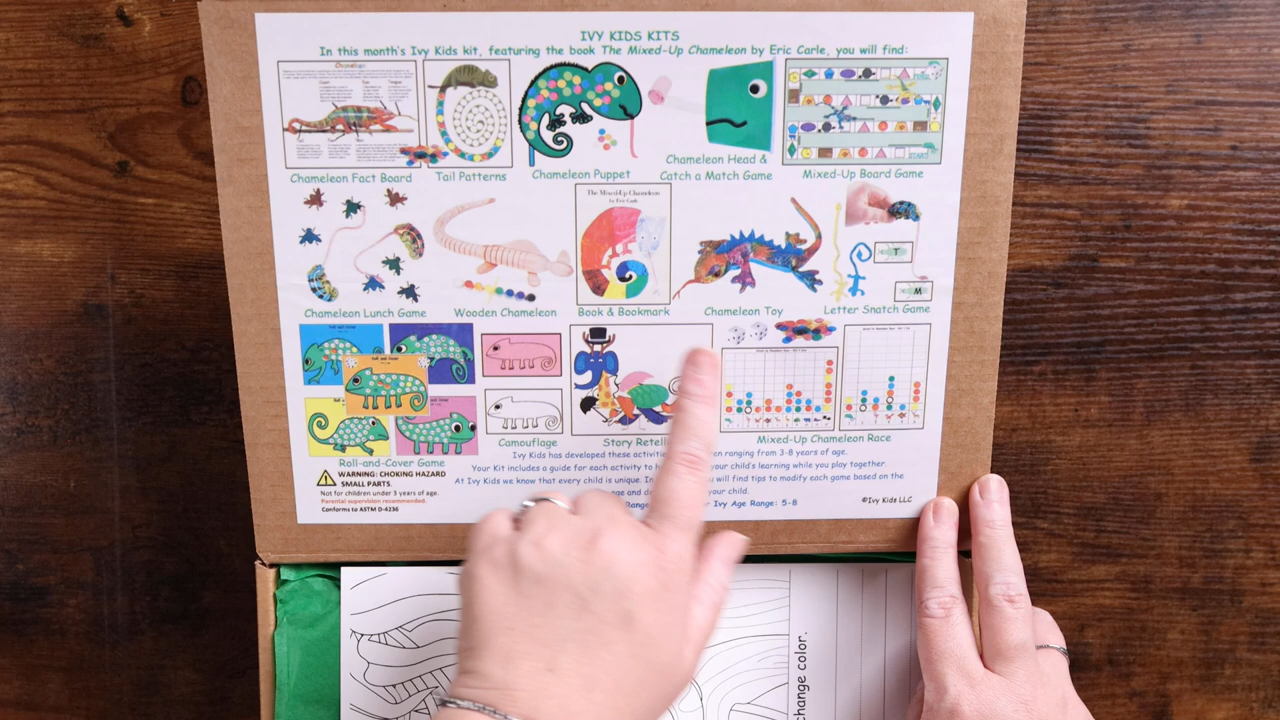 IVY KIDS KITS
In this month's Ivy Kids kit, featuring the book The Mixed-Up Chameleon by Eric Carle, you will find:
Chameleon Fact Board
Tail Patterns
Chameleon Puppet
Chameleon Head &
Catch a Match Game
Mixed-Up Board Game
The Mixed-Up Chameleon
by Eric Carle
T
M
Chameleon Lunch Game
Wooden Chameleon
Book & Bookmark
Chameleon Toy
Letter Snatch Game
Roll and Cover
Camouflage
Story Retell
Mixed-Up Chameleon Race
Roll-and-Cover Game
Ivy Kids has developed these activities
ranging from 3-8 years of age.
Your Kit includes a guide for each activity to
your child's learning while you play together.
At Ivy Kids we know that every child is unique. In
will find tips to modify each game based on the
your child.
Ivy Age Range: 5-8
WARNING: CHOKING HAZARD
SMALL PARTS.
Not for children under 3 years of age.
Parental supervision recommended.
Conforms to ASTM D-4236
©Ivy Kids LLC
change color.